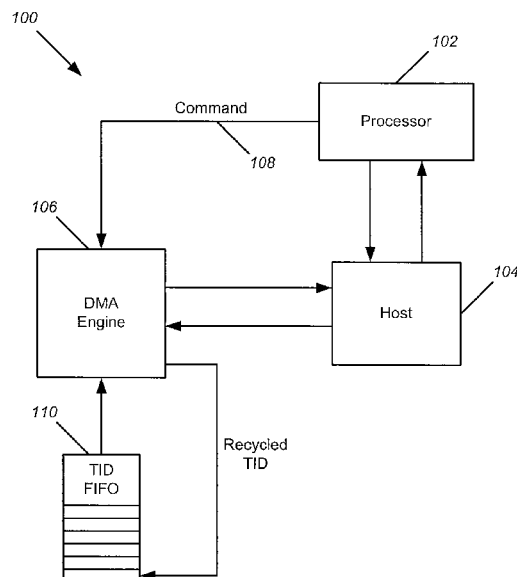 100
102
Command
Processor
108
106
104
DMA
Engine
Host
110
Recycled
TID
TID
FIFO